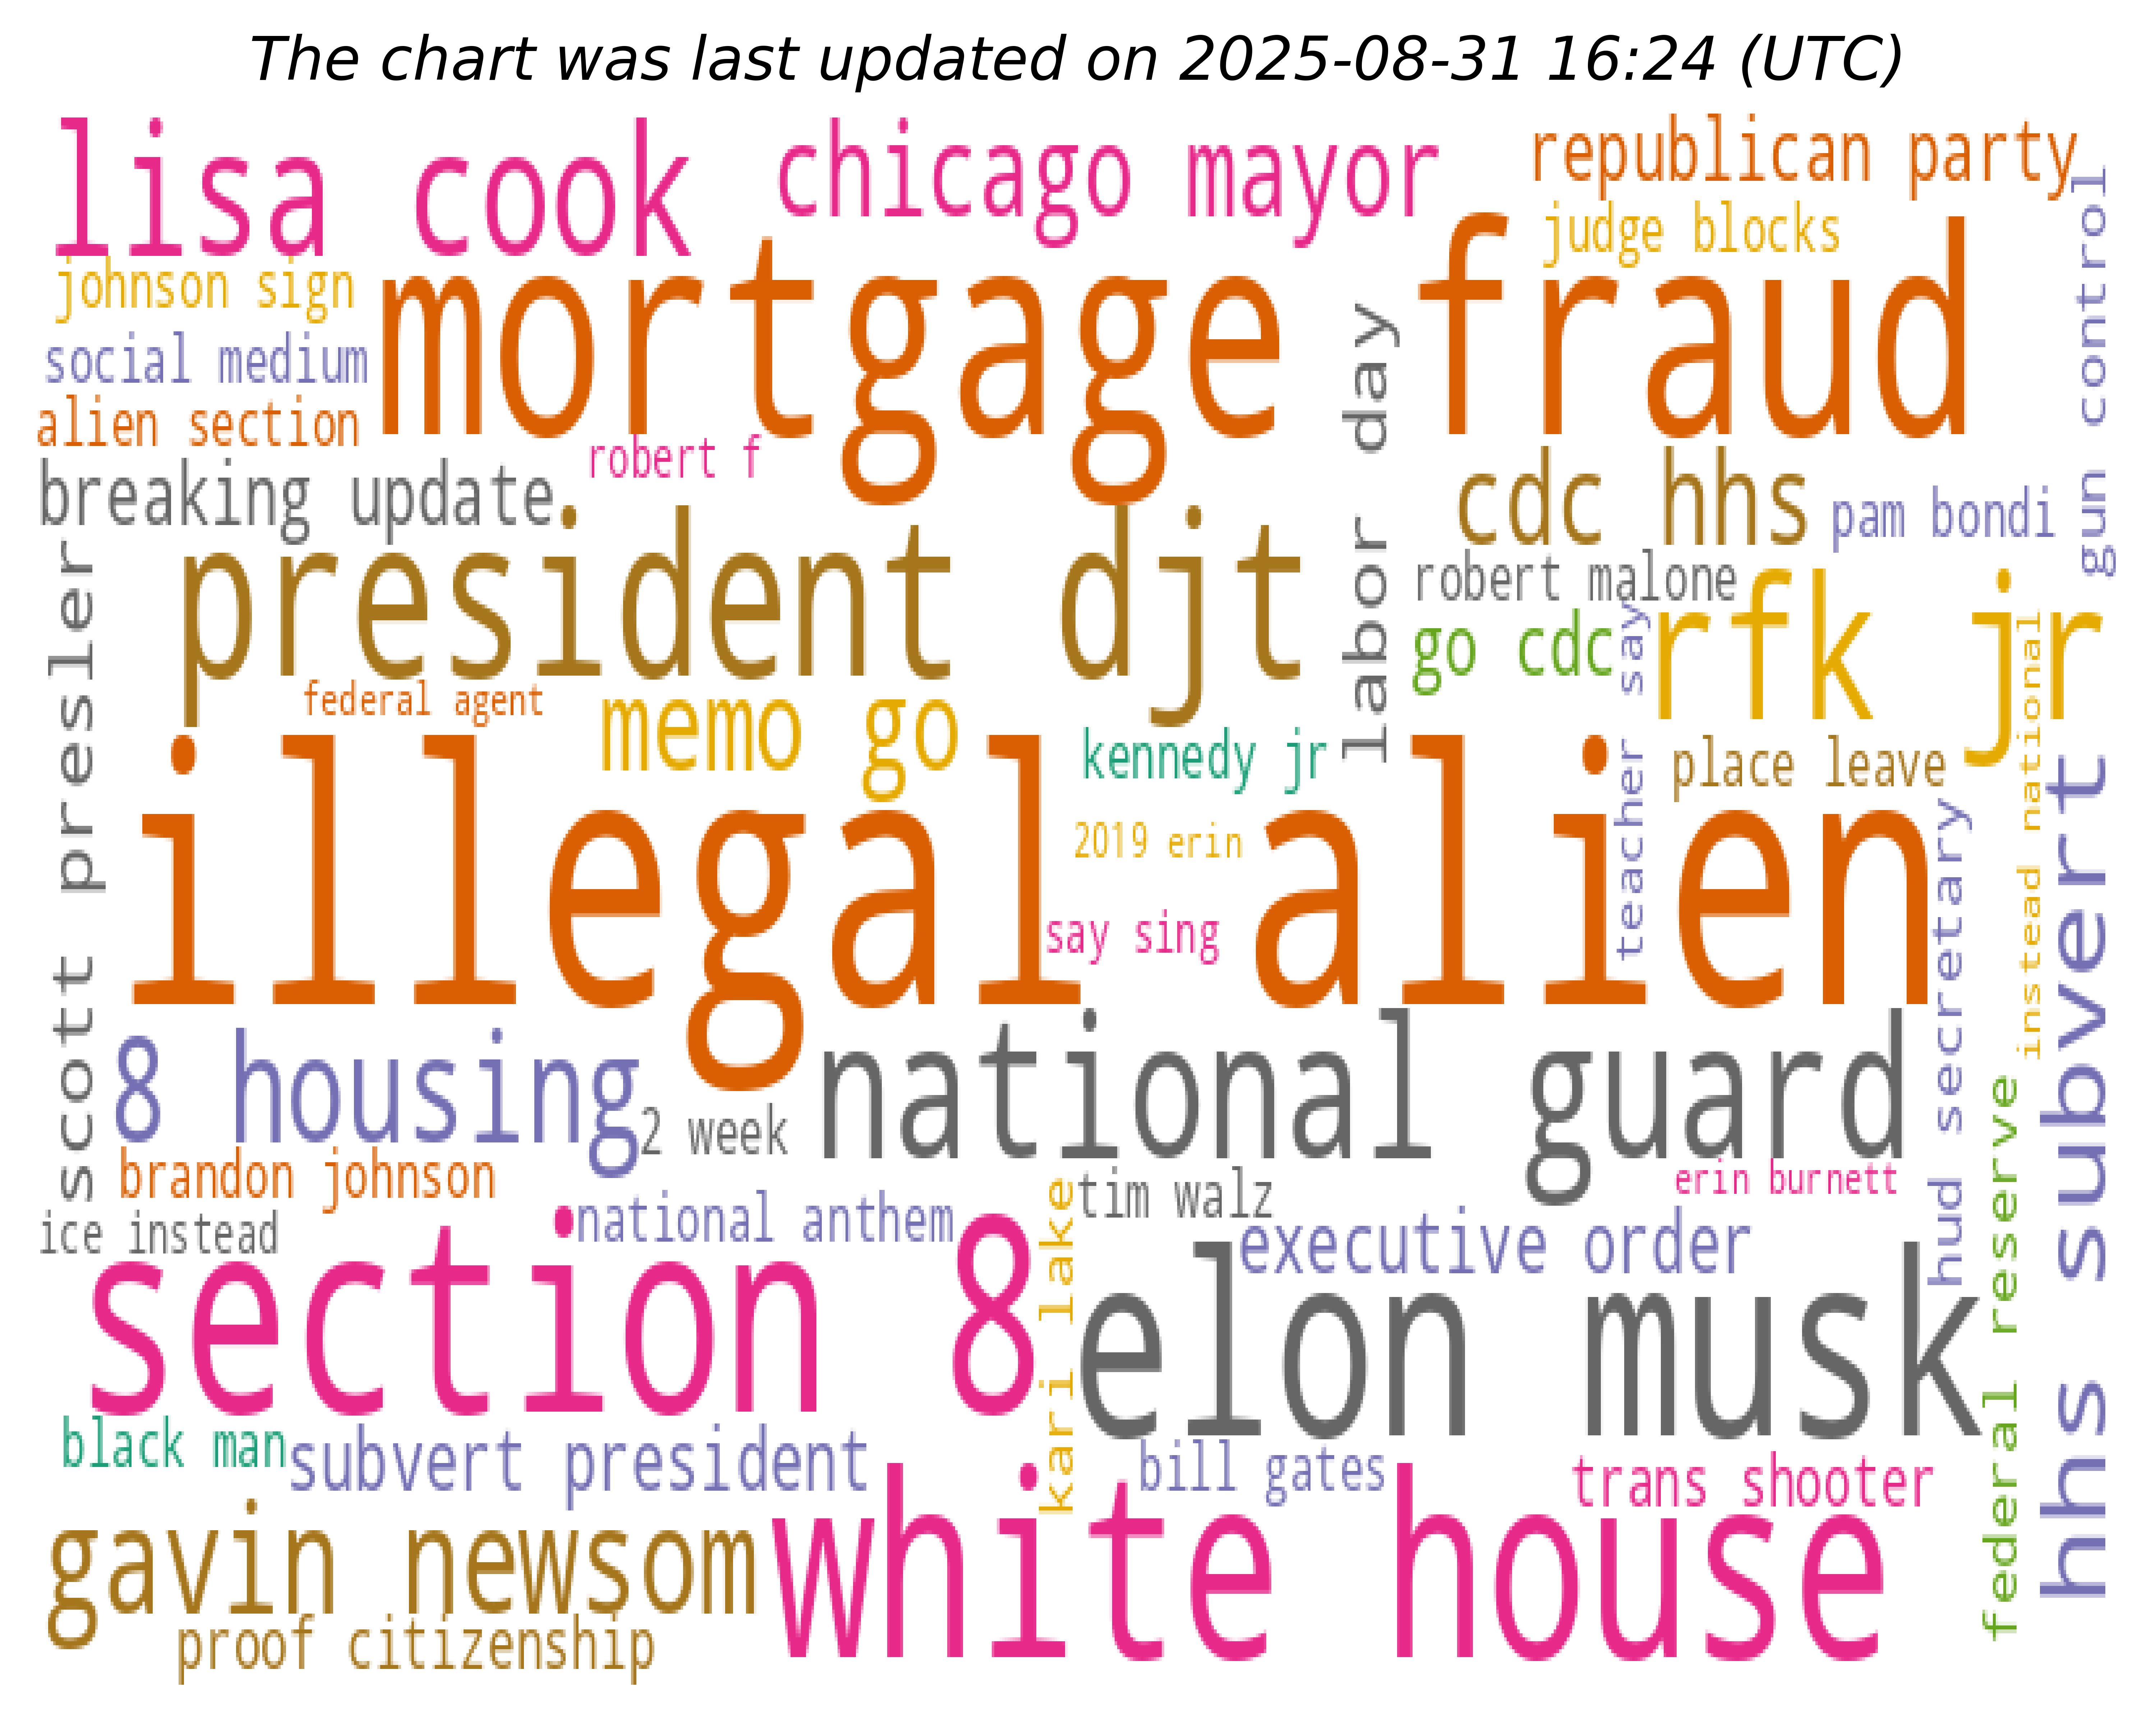 The chart was last updated on 2025-08-31 16:24 (UTC)
lisa cook
chicago mayor
republican party
judge blocks
gun control
johnson sign
mortgage
fraud
social medium
alien section
labor day
robert f
breaking update
cdc hhs
pam bondi
president djt
robert malone
scott presler
go cdc
teacher say
rfk jr
instead national
federal agent
memo go
kennedy jr
place leave
illegal alien
2019 erin
say sing
hud secretary
hhs subvert
8 housing
2 week
national guard
brandon johnson
tim walz
erin burnett
federal reserve
ice instead
national anthem
executive order
section 8
kari lake
elon musk
black man
subvert president
bill gates
trans shooter
gavin newsom
white house
proof citizenship